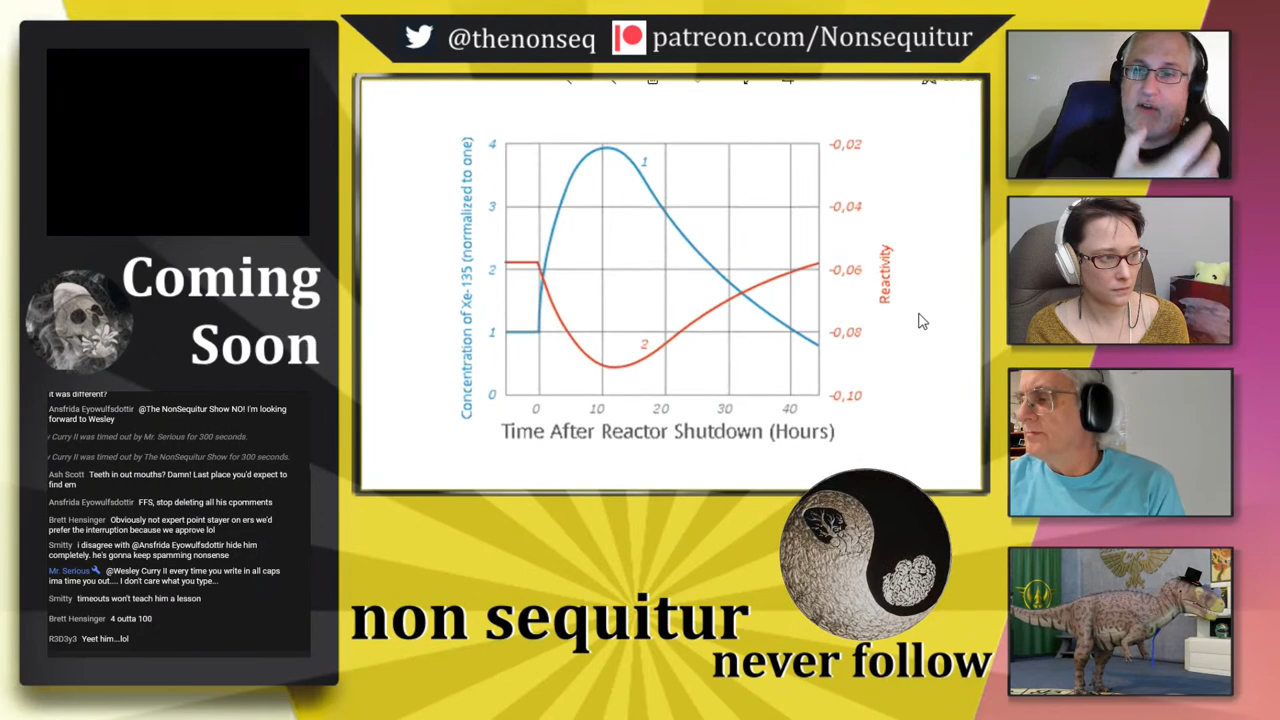 @thenonseq patreon.com/Nonsequitur
Coming
Soon
it was different?
Ansfrida Eyowulfsdottir @The NonSequitur Show NO! I'm looking
forward to Wesley
Curry II was timed out by Mr. Serious for 300 seconds.
Curry II was timed out by The NonSequitur Show for 300 seconds.
Ash Scott Teeth in out mouths? Damn! Last place you'd expect to
find em
Ansfrida Eyowulfsdottir FFS, stop deleting all his cpomments
Brett Hensinger Obviously not expert point stayer on ers we'd
prefer the interruption because we approve lol
Smitty i disagree with @Ansfrida Eyowulfsdottir hide him
completely. he's gonna keep spamming nonsense
Mr. Serious @Wesley Curry II every time you write in all caps
ima time you out.... I don't care what you type...
Smitty timeouts won't teach him a lesson
Brett Hensinger 4 outta 100
R3D3y3 Yeet him...lol
Concentration of Xe-135 (normalized to one)
4
3
2
1
0
1
2
-0,02
-0,04
-0,06
-0,08
-0,10
Reactivity
0 10 20 30 40
Time After Reactor Shutdown (Hours)
non sequitur
never follow